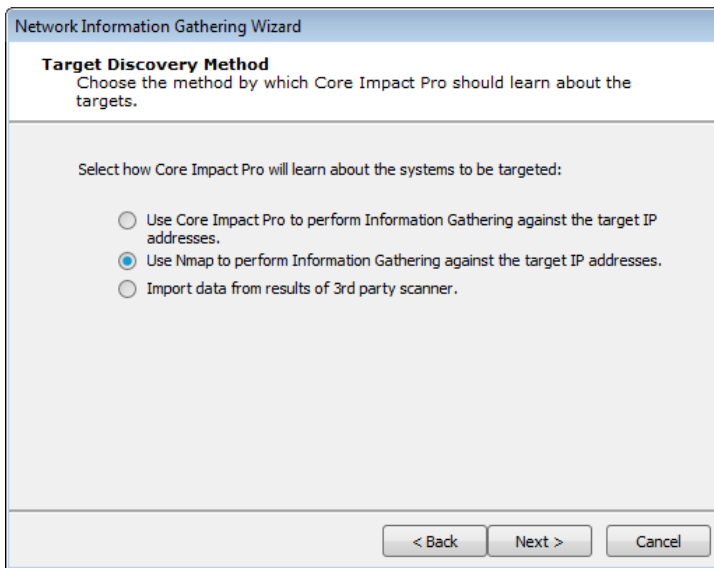 Network Information Gathering Wizard
Target Discovery Method
Choose the method by which Core Impact Pro should learn about the
targets.
Select how Core Impact Pro will learn about the systems to be targeted:
Use Core Impact Pro to perform Information Gathering against the target IP
addresses.
Use Nmap to perform Information Gathering against the target IP addresses.
Import data from results of 3rd party scanner.
< Back Next > Cancel